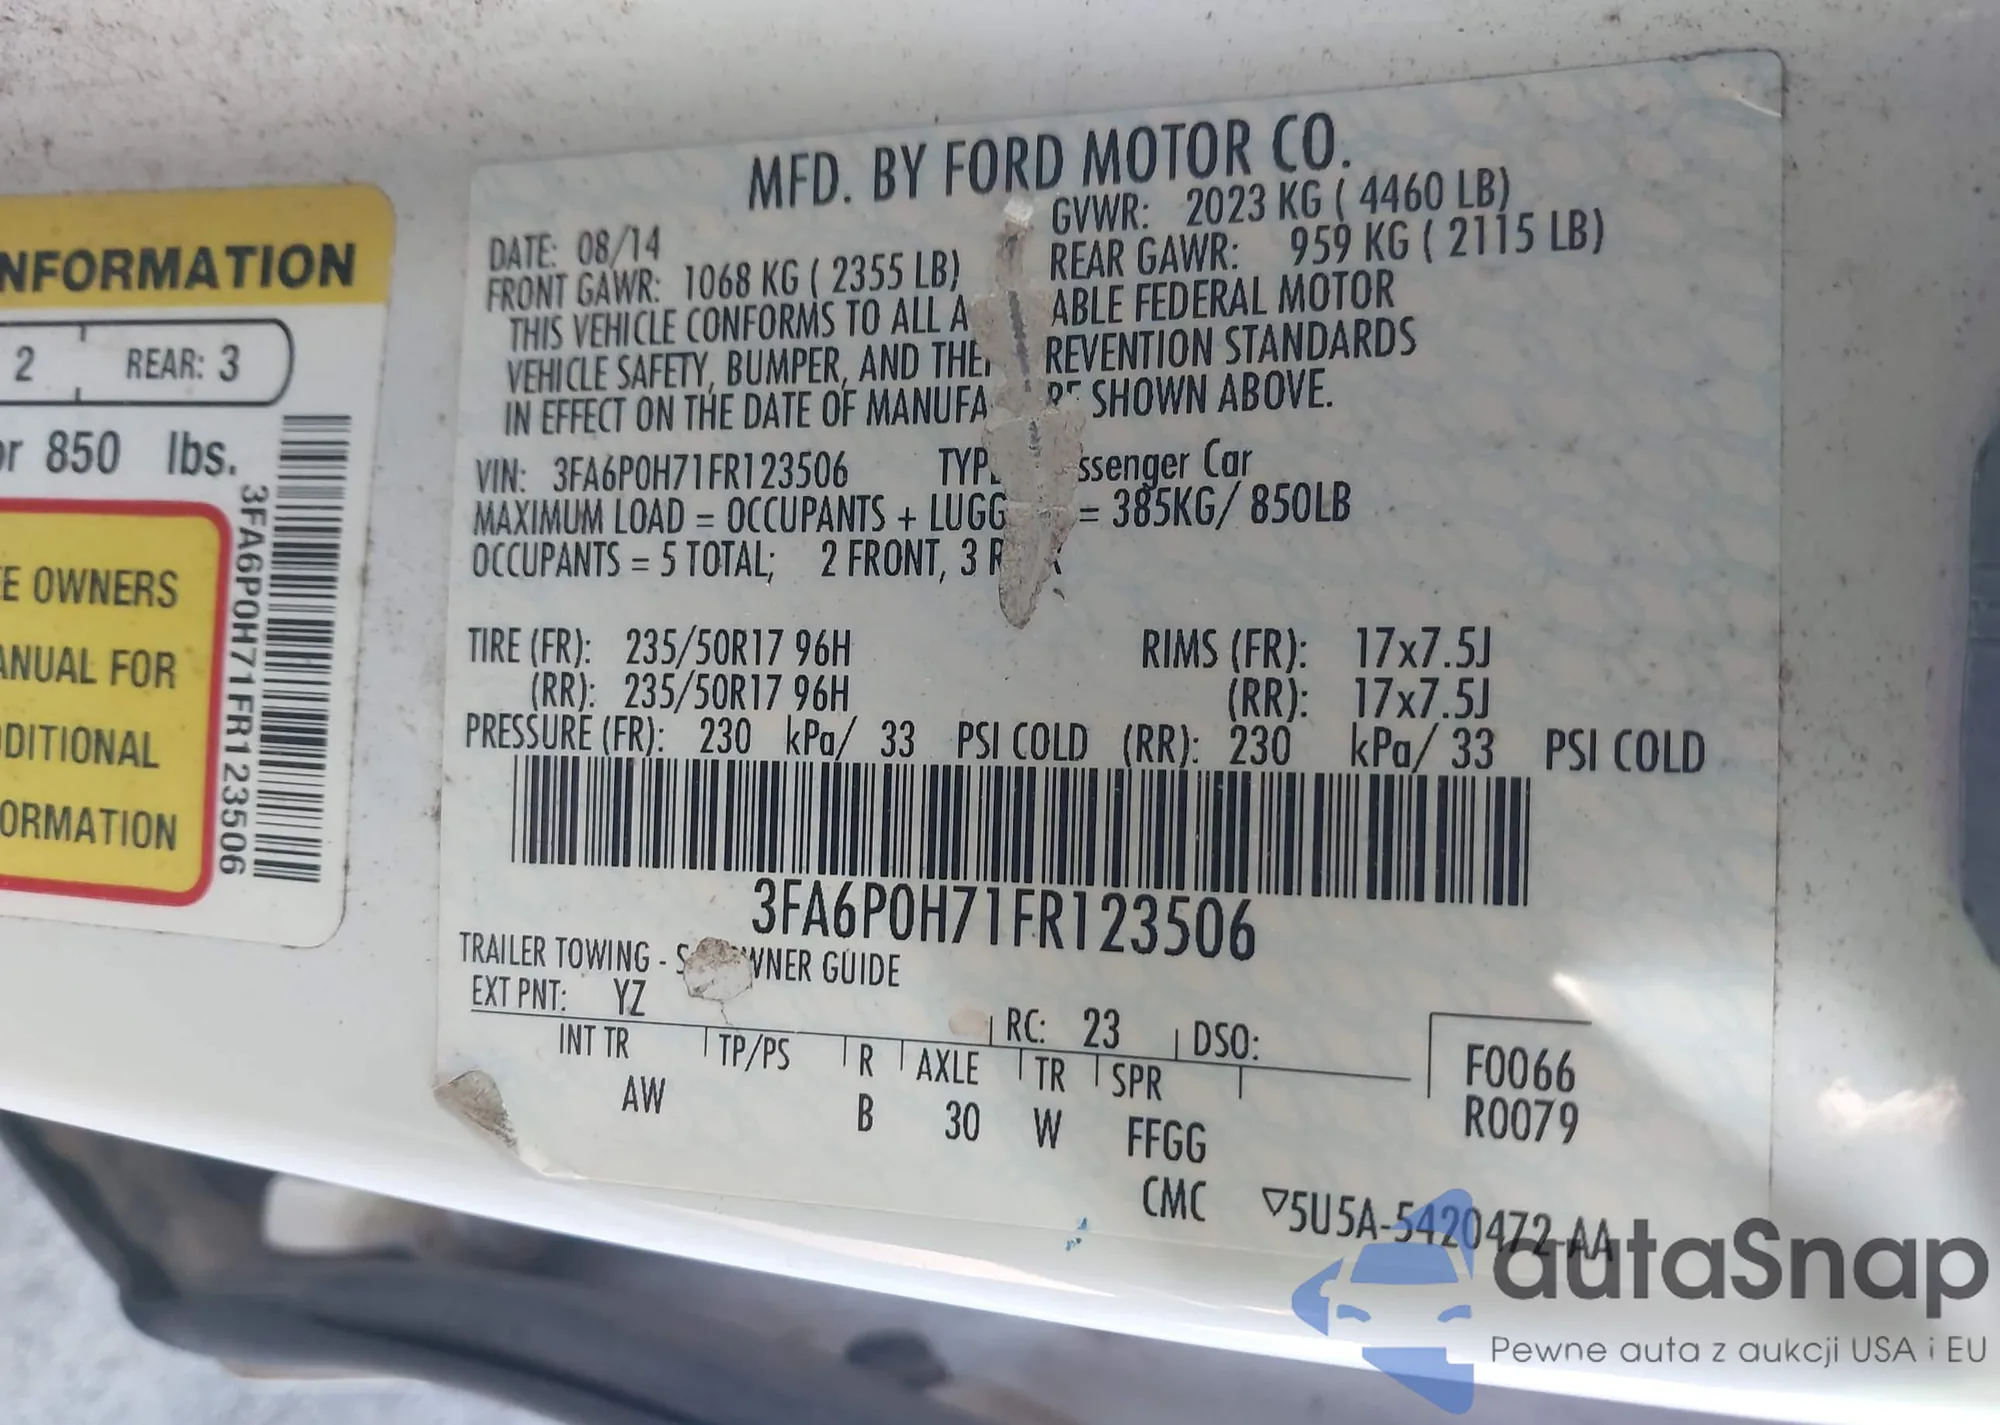 NFORMATION
2 REAR: 3
or 850 lbs.
E OWNERS
ANUAL FOR
DDITIONAL
ORMATION
3FA6P0H71FR123506
MFD. BY FORD MOTOR CO.
DATE: 08/14 GVWR: 2023 KG ( 4460 LB)
FRONT GAWR: 1068 KG ( 2355 LB) REAR GAWR: 959 KG ( 2115 LB)
THIS VEHICLE CONFORMS TO ALL A ABLE FEDERAL MOTOR
VEHICLE SAFETY, BUMPER, AND THE REVENTION STANDARDS
IN EFFECT ON THE DATE OF MANUFA RE SHOWN ABOVE.
VIN: 3FA6P0H71FR123506 TYPE ssenger Car
MAXIMUM LOAD = OCCUPANTS + LUGG = 385KG/ 850LB
OCCUPANTS = 5 TOTAL; 2 FRONT, 3 R
TIRE (FR): 235/50R17 96H RIMS (FR): 17x7.5J
(RR): 235/50R17 96H (RR): 17x7.5J
PRESSURE (FR): 230 kPa/ 33 PSI COLD (RR): 230 kPa/ 33 PSI COLD
3FA6P0H71FR123506
TRAILER TOWING - S WNER GUIDE
EXT PNT: YZ RC: 23 DSO:
INT TR TP/PS R AXLE TR SPR F0066
AW B 30 W FFGG R0079
CMC ▽5U5A-5420472-AA
autaSnap
Pewne auta z aukcji USA i EU